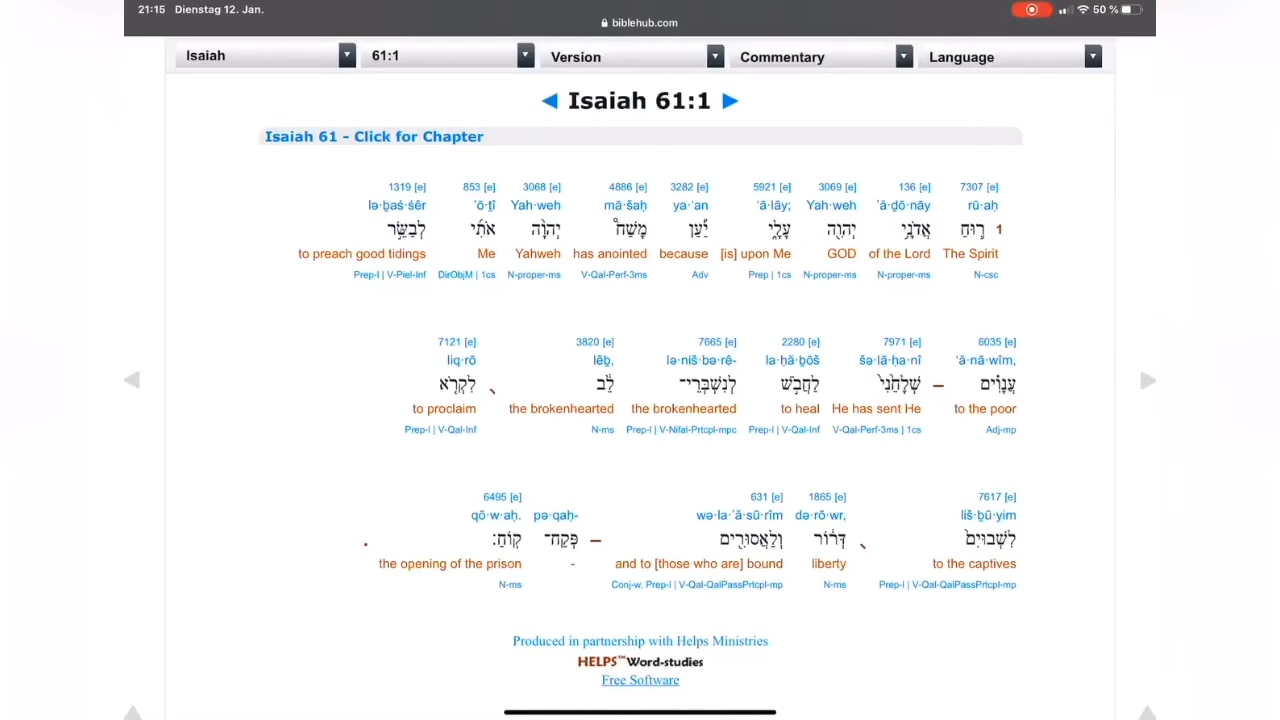 21:15 Dienstag 12. Jan. 50 %
biblehub.com
Isaiah 61:1 Version Commentary Language
◄ Isaiah 61:1 ►
Isaiah 61 - Click for Chapter
1319 [e] 853 [e] 3068 [e] 4886 [e] 3282 [e] 5921 [e] 3069 [e] 136 [e] 7307 [e]
lə·ḇaś·śêr ’ō·ṯî Yah·weh mā·šaḥ ya·‘an ‘ā·lāy; Yah·weh ’ă·ḏō·nāy rū·aḥ
1 ר֛וּחַ אֲדֹנָ֥י יְהוִ֖ה עָלָ֑י יַ֡עַן מָשַׁח֩ יְהוָ֨ה אֹתִ֜י לְבַשֵּׂ֣ר
to preach good tidings Me Yahweh has anointed because [is] upon Me GOD of the Lord The Spirit
Prep-l | V-Piel-Inf DirObjM | 1cs N-proper-ms V-Qal-Perf-3ms Adv Prep | 1cs N-proper-ms N-proper-ms N-csc
7121 [e] 3820 [e] 7665 [e] 2280 [e] 7971 [e] 6035 [e]
liq·rō lêḇ, lə·niš·bə·rê- la·ḥă·ḇōš šə·lā·ḥa·nî ‘ă·nā·wîm,
עֲנָוִ֗ים – שְׁלָחַ֙נִי֙ לַחֲבֹ֣שׁ לְנִשְׁבְּרֵי־ לֵ֔ב 、 לִקְרֹ֤א
to proclaim the brokenhearted the brokenhearted to heal He has sent He to the poor
Prep-l | V-Qal-Inf N-ms Prep-l | V-Nifal-Prtcpl-mpc Prep-l | V-Qal-Inf V-Qal-Perf-3ms | 1cs Adj-mp
6495 [e] 631 [e] 1865 [e] 7617 [e]
qō·w·aḥ. pə·qaḥ- wə·la·’ă·sū·rîm də·rō·wr, liš·ḇū·yim
לִשְׁבוּיִם֙ 、 דְּר֔וֹר וְלַאֲסוּרִ֖ים – פְּקַח־ קֽוֹחַ׃ .
the opening of the prison - and to [those who are] bound liberty to the captives
N-ms Conj-w, Prep-l | V-Qal-QalPassPrtcpl-mp N-ms Prep-l | V-Qal-QalPassPrtcpl-mp
Produced in partnership with Helps Ministries
HELPS™Word-studies
Free Software